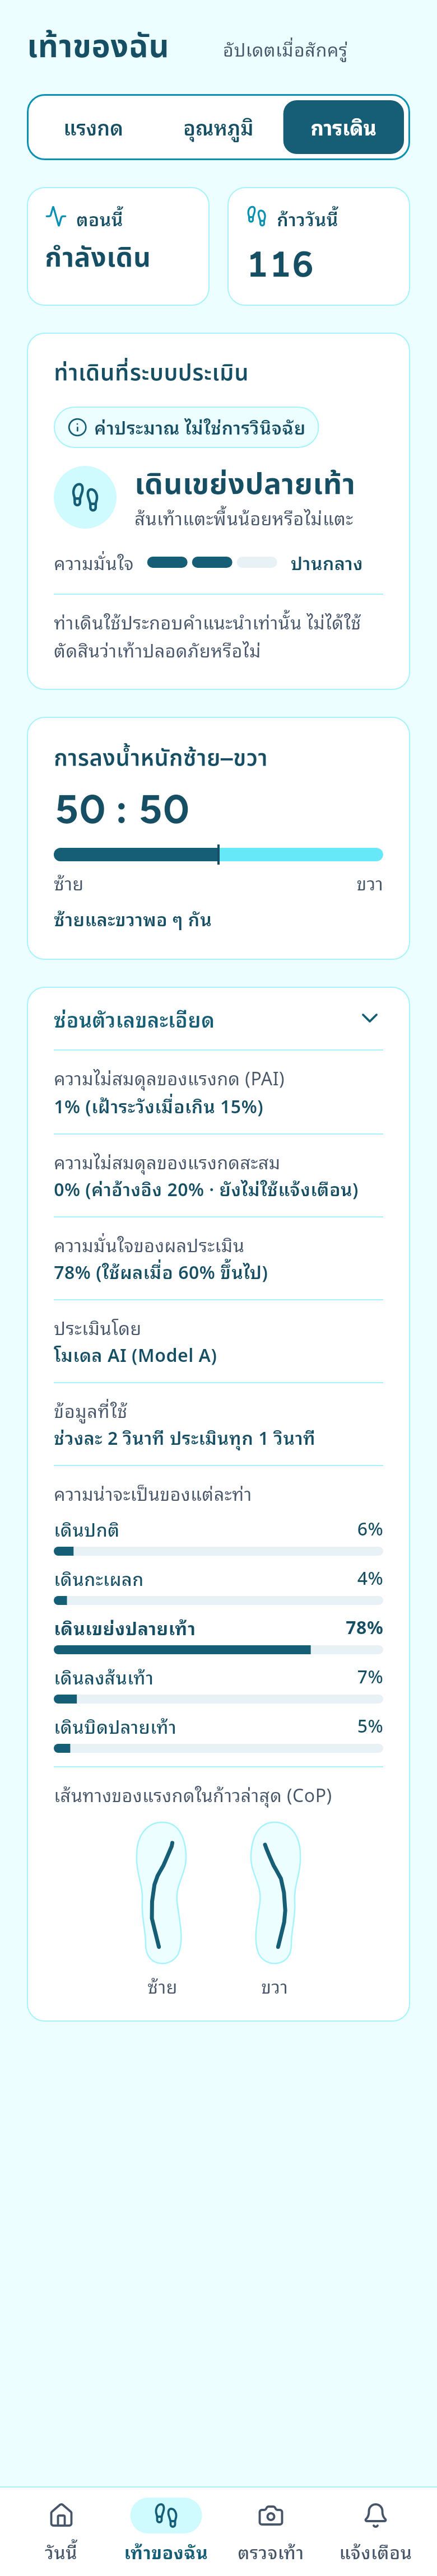 เท้าของฉัน
อัปเดตเมื่อสักครู่
แรงกด
อุณหภูมิ
การเดิน
ตอนนี้
กำลังเดิน
ก้าววันนี้
116
ท่าเดินที่ระบบประเมิน
ค่าประมาณ ไม่ใช่การวินิจฉัย
เดินเขย่งปลายเท้า
ส้นเท้าแตะพื้นน้อยหรือไม่แตะ
ความมั่นใจ
ปานกลาง
ท่าเดินใช้ประกอบคำแนะนำเท่านั้น ไม่ได้ใช้
ตัดสินว่าเท้าปลอดภัยหรือไม่
การลงน้ำหนักซ้าย–ขวา
50 : 50
ซ้าย
ขวา
ซ้ายและขวาพอ ๆ กัน
ซ่อนตัวเลขละเอียด
ความไม่สมดุลของแรงกด (PAI)
1% (เฝ้าระวังเมื่อเกิน 15%)
ความไม่สมดุลของแรงกดสะสม
0% (ค่าอ้างอิง 20% · ยังไม่ใช้แจ้งเตือน)
ความมั่นใจของผลประเมิน
78% (ใช้ผลเมื่อ 60% ขึ้นไป)
ประเมินโดย
โมเดล AI (Model A)
ข้อมูลที่ใช้
ช่วงละ 2 วินาที ประเมินทุก 1 วินาที
ความน่าจะเป็นของแต่ละท่า
เดินปกติ
6%
เดินกะเผลก
4%
เดินเขย่งปลายเท้า
78%
เดินลงส้นเท้า
7%
เดินบิดปลายเท้า
5%
เส้นทางของแรงกดในก้าวล่าสุด (CoP)
ซ้าย
ขวา
วันนี้
เท้าของฉัน
ตรวจเท้า
แจ้งเตือน